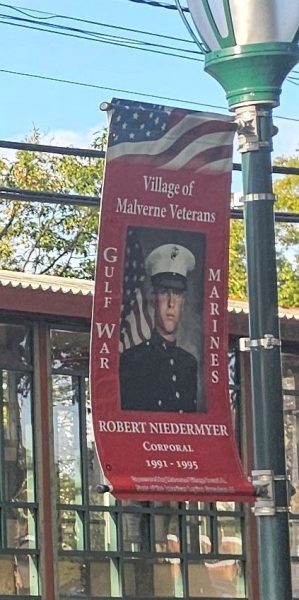 Village of
Malverne Veterans
GULF WAR
MARINES
ROBERT NIEDERMYER
CORPORAL
1991 - 1995